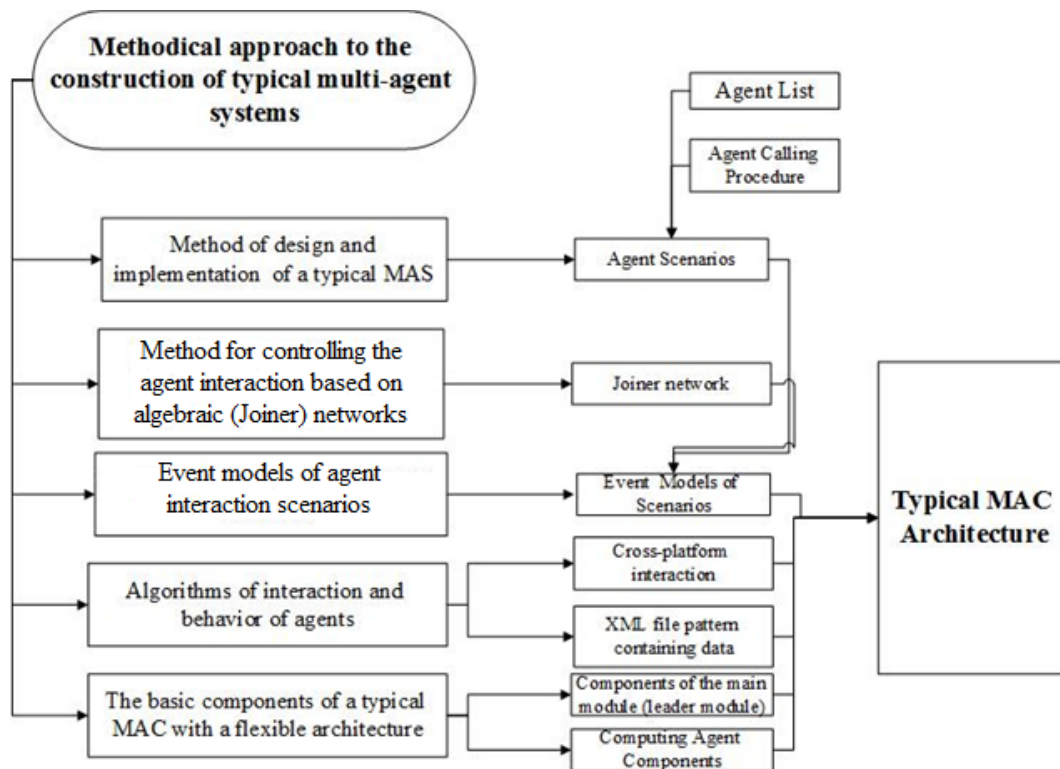 Methodical approach to the
construction of typical multi-agent
systems
Agent List
Agent Calling
Procedure
Method of design and
implementation of a typical MAS
Agent Scenarios
Method for controlling the
agent interaction based on
algebraic (Joiner) networks
Joiner network
Event models of agent
interaction scenarios
Event Models of
Scenarios
Typical MAC
Architecture
Algorithms of interaction and
behavior of agents
Cross-platform
interaction
XML file pattern
containing data
The basic components of a typical
MAC with a flexible architecture
Components of the main
module (leader module)
Computing Agent
Components